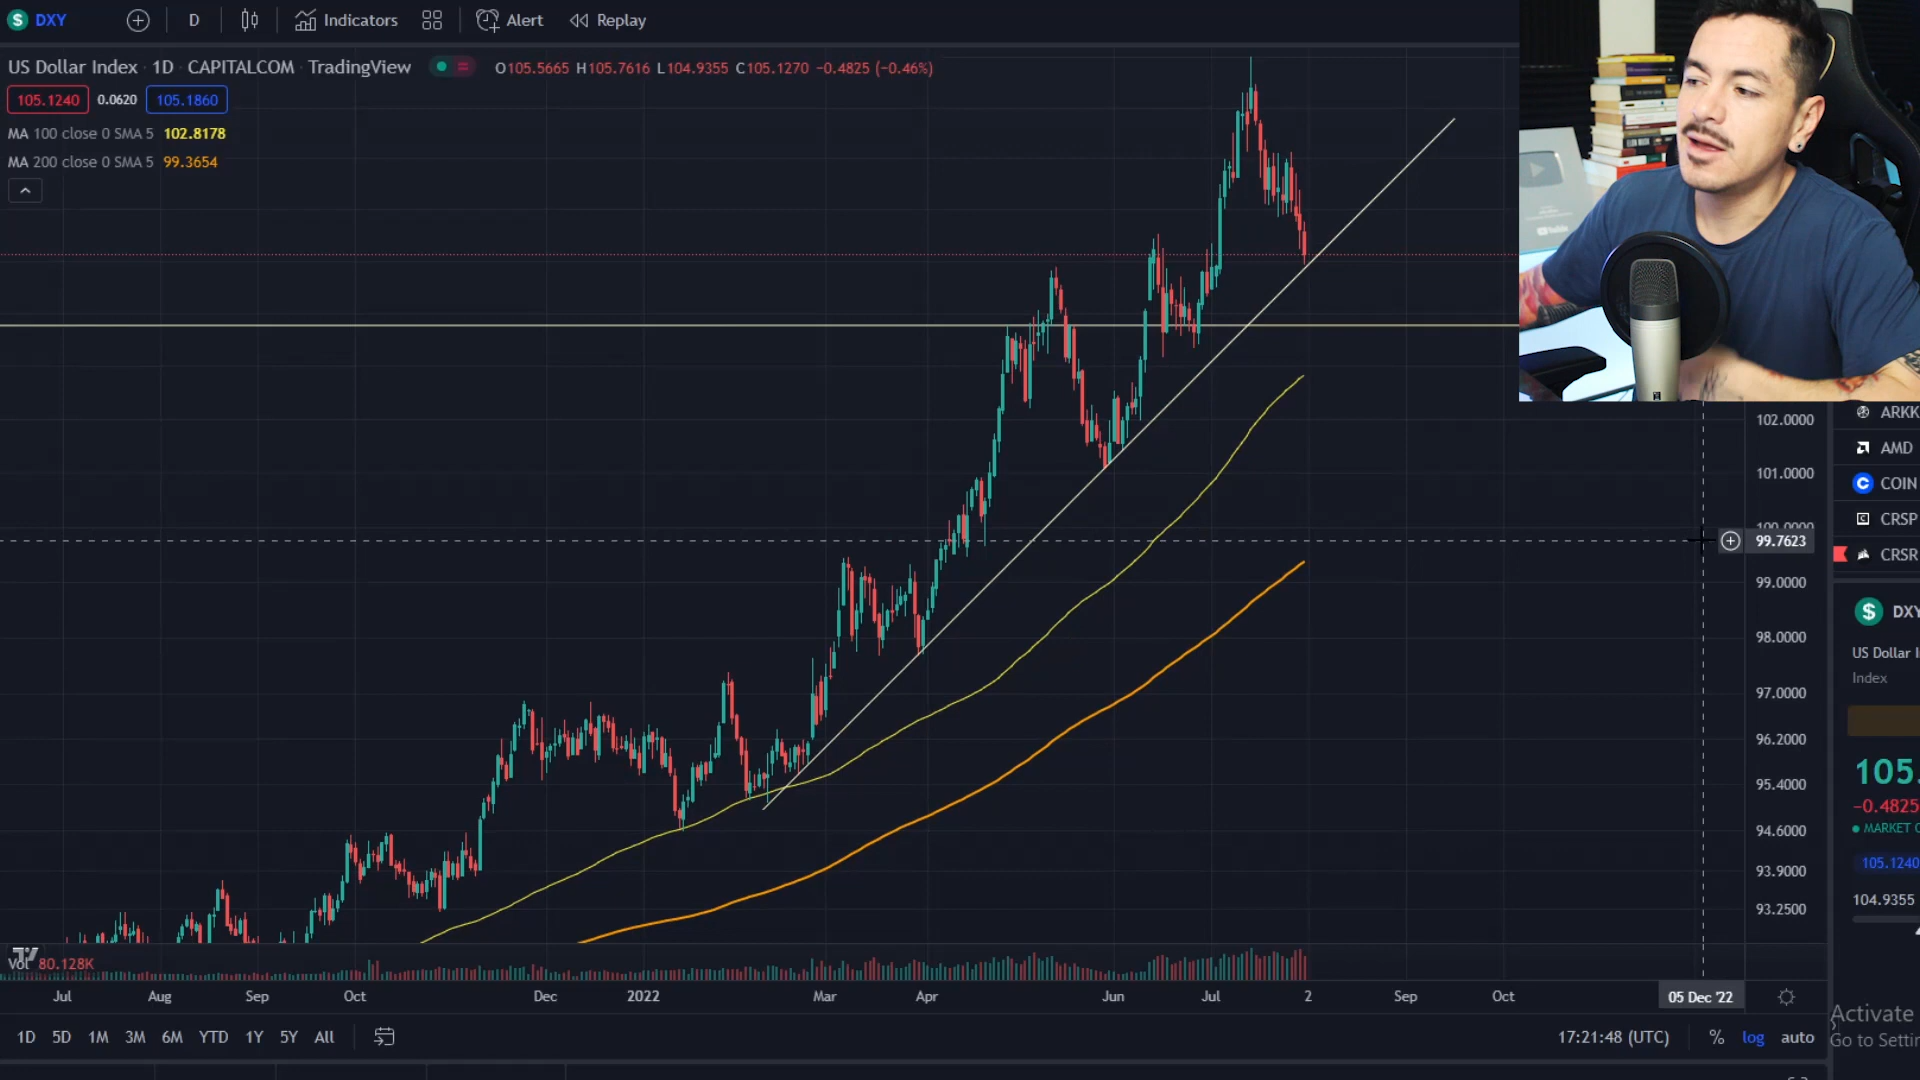 DXY D Indicators Alert Replay
US Dollar Index · 1D · CAPITALCOM · TradingView O105.5665 H105.7616 L104.9355 C105.1270 −0.4825 (−0.46%)
105.1240 0.0620 105.1860
MA 100 close 0 SMA 5 102.8178
MA 200 close 0 SMA 5 99.3654
102.0000
101.0000
100.0000
99.7623
99.0000
98.0000
97.0000
96.2000
95.4000
94.6000
93.9000
93.2500
ARKK
AMD
COIN
CRSP
CRSR
DXY
US Dollar I
Index
105.
−0.4825
MARKET
105.1240
104.9355
Vol 80.128K
Jul Aug Sep Oct Dec 2022 Mar Apr Jun Jul 2 Sep Oct 05 Dec '22
1D 5D 1M 3M 6M YTD 1Y 5Y All 17:21:48 (UTC) % log auto
Activate
Go to Settin